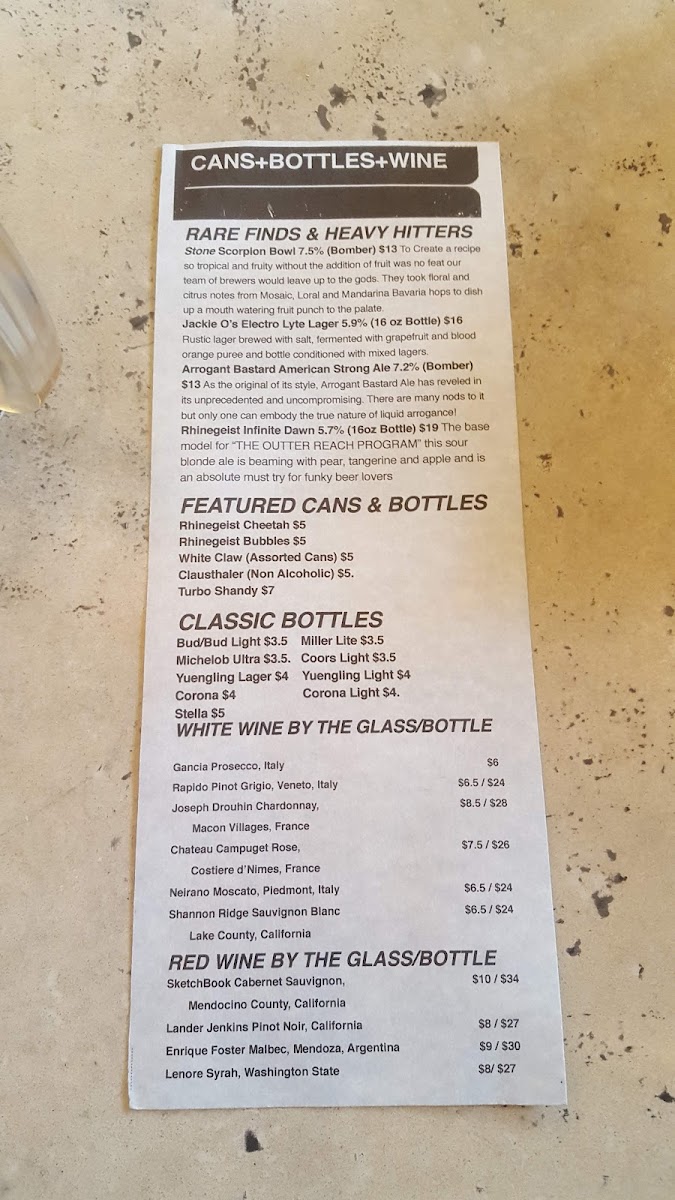 CANS+BOTTLES+WINE
RARE FINDS & HEAVY HITTERS
Stone Scorpion Bowl 7.5% (Bomber) $13 To Create a recipe
so tropical and fruity without the addition of fruit was no feat our
team of brewers would leave up to the gods. They took floral and
citrus notes from Mosaic, Loral and Mandarina Bavaria hops to dish
up a mouth watering fruit punch to the palate.
Jackie O's Electro Lyte Lager 5.9% (16 oz Bottle) $16
Rustic lager brewed with salt, fermented with grapefruit and blood
orange puree and bottle conditioned with mixed lagers.
Arrogant Bastard American Strong Ale 7.2% (Bomber)
$13 As the original of its style, Arrogant Bastard Ale has reveled in
its unprecedented and uncompromising. There are many nods to it
but only one can embody the true nature of liquid arrogance!
Rhinegeist Infinite Dawn 5.7% (16oz Bottle) $19 The base
model for "THE OUTTER REACH PROGRAM" this sour
blonde ale is beaming with pear, tangerine and apple and is
an absolute must try for funky beer lovers
FEATURED CANS & BOTTLES
Rhinegeist Cheetah $5
Rhinegeist Bubbles $5
White Claw (Assorted Cans) $5
Clausthaler (Non Alcoholic) $5.
Turbo Shandy $7
CLASSIC BOTTLES
Bud/Bud Light $3.5 Miller Lite $3.5
Michelob Ultra $3.5. Coors Light $3.5
Yuengling Lager $4 Yuengling Light $4
Corona $4 Corona Light $4.
Stella $5
WHITE WINE BY THE GLASS/BOTTLE
Gancia Prosecco, Italy $6
Rapido Pinot Grigio, Veneto, Italy $6.5 / $24
Joseph Drouhin Chardonnay, $8.5 / $28
Macon Villages, France
Chateau Campuget Rose, $7.5 / $26
Costiere d'Nimes, France
Neirano Moscato, Piedmont, Italy $6.5 / $24
Shannon Ridge Sauvignon Blanc $6.5 / $24
Lake County, California
RED WINE BY THE GLASS/BOTTLE
SketchBook Cabernet Sauvignon, $10 / $34
Mendocino County, California
Lander Jenkins Pinot Noir, California $8 / $27
Enrique Foster Malbec, Mendoza, Argentina $9 / $30
Lenore Syrah, Washington State $8/ $27